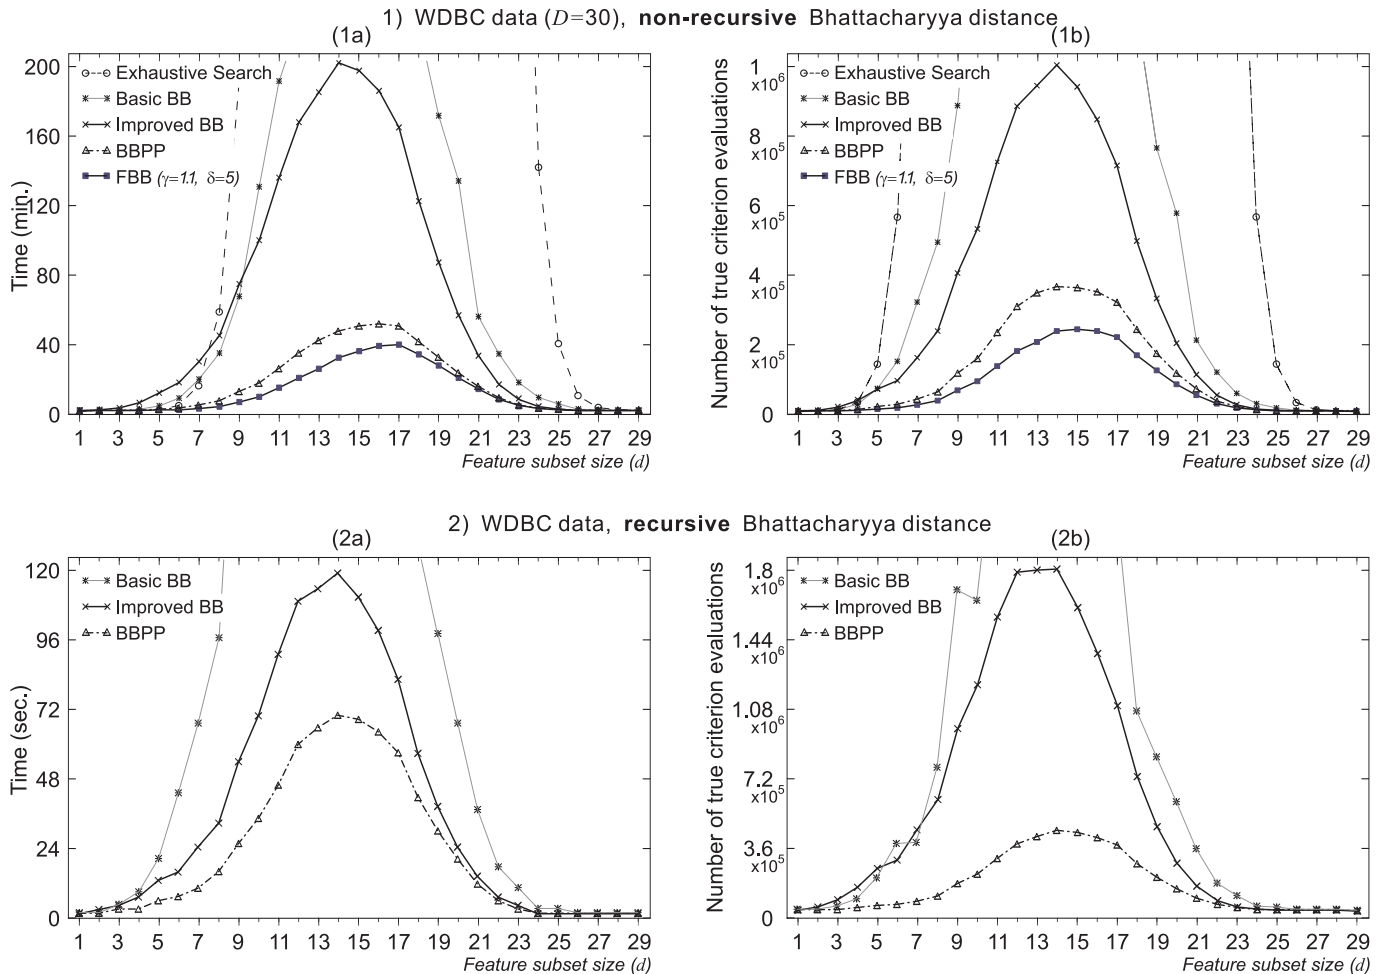 1) WDBC data (D=30), non-recursive Bhattacharyya distance
(1a)
Time (min.)
200
160
120
80
40
0
Exhaustive Search
Basic BB
Improved BB
BBPP
FBB (γ=1.1, δ=5)
1 3 5 7 9 11 13 15 17 19 21 23 25 27 29
Feature subset size (d)
(1b)
Number of true criterion evaluations
1 x10⁶
8 x10⁵
6 x10⁵
4 x10⁵
2 x10⁵
0
Exhaustive Search
Basic BB
Improved BB
BBPP
FBB (γ=1.1, δ=5)
1 3 5 7 9 11 13 15 17 19 21 23 25 27 29
Feature subset size (d)
2) WDBC data, recursive Bhattacharyya distance
(2a)
Time (sec.)
120
96
72
48
24
0
Basic BB
Improved BB
BBPP
1 3 5 7 9 11 13 15 17 19 21 23 25 27 29
Feature subset size (d)
(2b)
Number of true criterion evaluations
1.8 x10⁶
1.44 x10⁶
1.08 x10⁶
7.2 x10⁵
3.6 x10⁵
0
Basic BB
Improved BB
BBPP
1 3 5 7 9 11 13 15 17 19 21 23 25 27 29
Feature subset size (d)